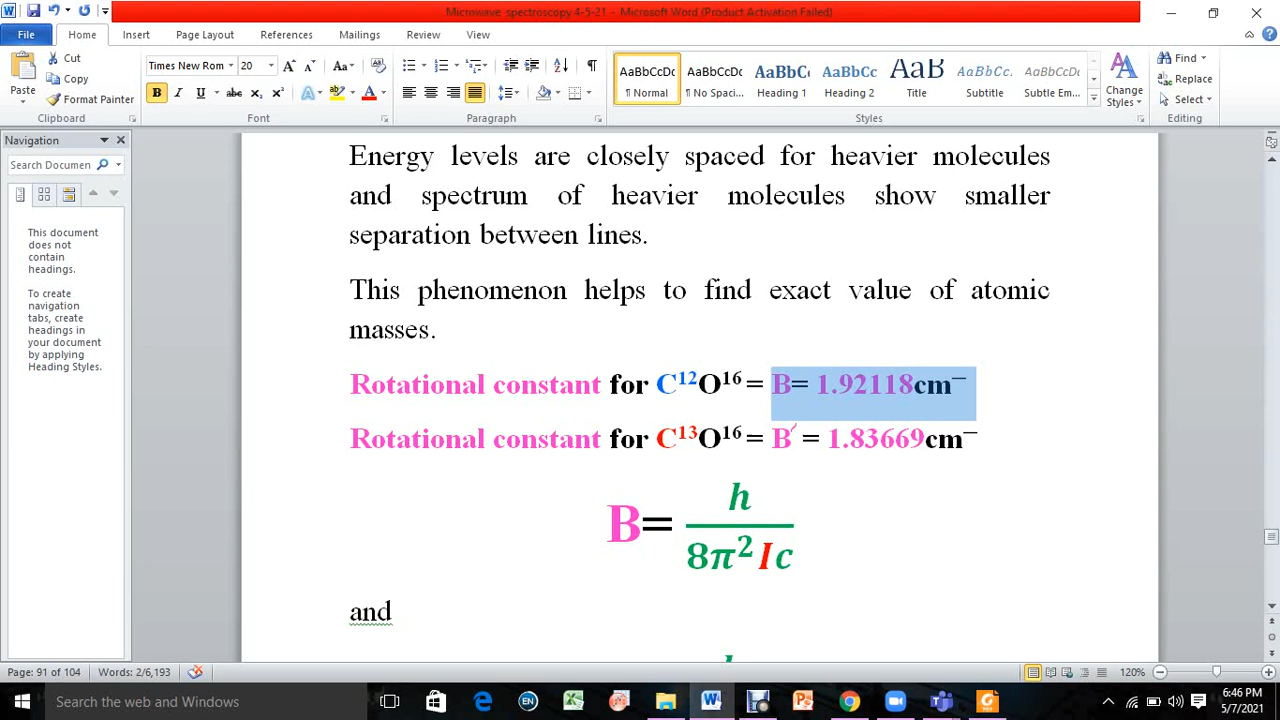 Microwave spectroscopy 4-5-21 - Microsoft Word (Product Activation Failed)
File Home Insert Page Layout References Mailings Review View
Paste
Cut
Copy
Format Painter
Clipboard
Times New Rom 20
B I U abc x₂ x² A A
Font
Paragraph
AaBbCcDc AaBbCcDc AaBbCc AaBbCc AaB AaBbCcI AaBbCcDc
¶ Normal ¶ No Spaci... Heading 1 Heading 2 Title Subtitle Subtle Em...
Styles
Change
Styles
Find
Replace
Select
Editing
Navigation
Search Documen
This document
does not
contain
headings.
To create
navigation
tabs, create
headings in
your document
by applying
Heading Styles.
Energy levels are closely spaced for heavier molecules
and spectrum of heavier molecules show smaller
separation between lines.
This phenomenon helps to find exact value of atomic
masses.
Rotational constant for C¹²O¹⁶ = B= 1.92118cm⁻
Rotational constant for C¹³O¹⁶ = B′ = 1.83669cm⁻
B= h / 8π²Ic
and
Page: 91 of 104 Words: 2/6,193 120%
Search the web and Windows
EN
6:46 PM
5/7/2021